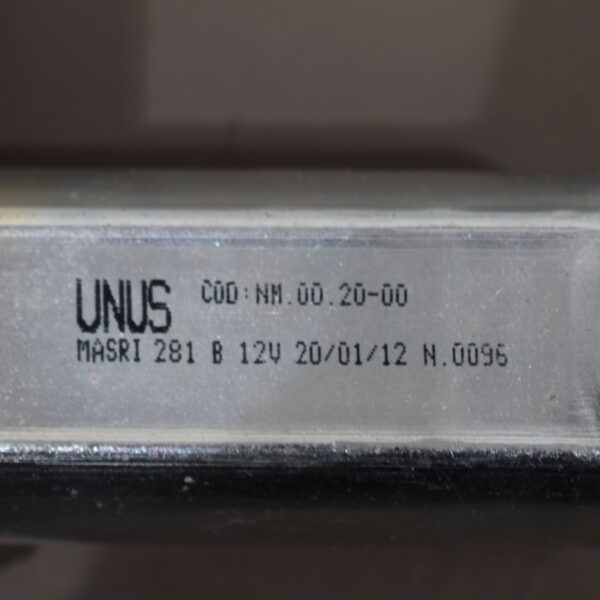 UNUS COD:NM.00.20-00
MASRI 281 B 12V 20/01/12 N.0096